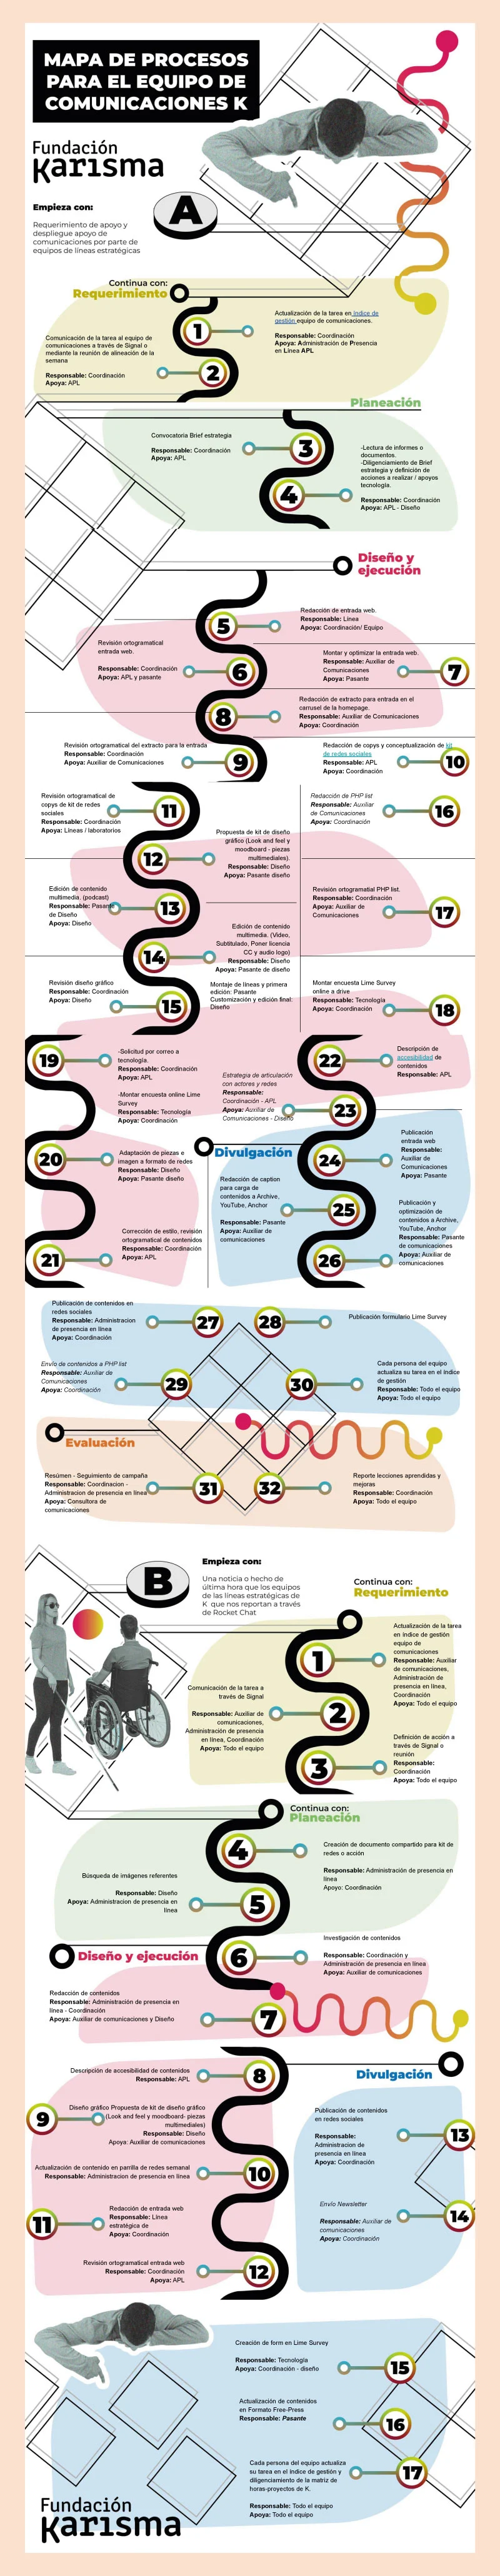 MAPA DE PROCESOS
PARA EL EQUIPO DE
COMUNICACIONES K
Fundación
Karisma
Empieza con:
Requerimiento de apoyo y
despliegue apoyo de
comunicaciones por parte de
equipos de líneas estratégicas
A
Continua con:
Requerimiento
1
Actualización de la tarea en índice de
gestión equipo de comunicaciones.
Responsable: Coordinación
Apoya: Administración de Presencia
en Línea APL
Comunicación de la tarea al equipo de
comunicaciones a través de Signal o
mediante la reunión de alineación de la
semana
Responsable: Coordinación
Apoya: APL
2
Planeación
Convocatoria Brief estrategia
Responsable: Coordinación
Apoya: APL
3
-Lectura de informes o
documentos.
-Diligenciamiento de Brief
estrategia y definición de
acciones a realizar / apoyos
tecnología.
Responsable: Coordinación
Apoya: APL - Diseño
4
Diseño y
ejecución
5
Redacción de entrada web.
Responsable: Línea
Apoya: Coordinación/ Equipo
Revisión ortogramatical
entrada web.
Responsable: Coordinación
Apoya: APL y pasante
6
Montar y optimizar la entrada web.
Responsable: Auxiliar de
Comunicaciones
Apoya: Pasante
7
8
Redacción de extracto para entrada en el
carrusel de la homepage.
Responsable: Auxiliar de Comunicaciones
Apoya: Coordinación
Revisión ortogramatical del extracto para la entrada
Responsable: Coordinación
Apoya: Auxiliar de Comunicaciones
9
Redacción de copys y conceptualización de kit
de redes sociales
Responsable: APL
Apoya: Coordinación
10
Revisión ortogramatical de
copys de kit de redes
sociales
Responsable: Coordinación
Apoya: Líneas / laboratorios
11
Redacción de PHP list
Responsable: Auxiliar
de Comunicaciones
Apoya: Coordinación
16
12
Propuesta de kit de diseño
gráfico (Look and feel y
moodboard - piezas
multimediales).
Responsable: Diseño
Apoya: Pasante diseño
Edición de contenido
multimedia. (podcast)
Responsable: Pasante
de Diseño
Apoya: Diseño
13
Revisión ortogramatial PHP list.
Responsable: Coordinación
Apoya: Auxiliar de
Comunicaciones
17
14
Edición de contenido
multimedia. (Video,
Subtitulado, Poner licencia
CC y audio logo)
Responsable: Diseño
Apoya: Pasante de diseño
Revisión diseño gráfico
Responsable: Coordinación
Apoya: Diseño
15
Montaje de líneas y primera
edición: Pasante
Customización y edición final:
Diseño
Montar encuesta Lime Survey
online a drive
Responsable: Tecnología
Apoya: Coordinación
18
19
-Solicitud por correo a
tecnología.
Responsable: Coordinación
Apoya: APL
-Montar encuesta online Lime
Survey
Responsable: Tecnología
Apoya: Coordinación
22
Descripción de
accesibilidad de
contenidos
Responsable: APL
Estrategia de articulación
con actores y redes
Responsable:
Coordinación - APL
Apoya: Auxiliar de
Comunicaciones - Diseño
23
20
Adaptación de piezas e
imagen a formato de redes
Responsable: Diseño
Apoya: Pasante diseño
Divulgación
24
Publicación
entrada web
Responsable:
Auxiliar de
Comunicaciones
Apoya: Pasante
Redacción de caption
para carga de
contenidos a Archive,
YouTube, Anchor
Responsable: Pasante
Apoya: Auxiliar de
comunicaciones
25
21
Corrección de estilo, revisión
ortogramatical de contenidos
Responsable: Coordinación
Apoya: APL
26
Publicación y
optimización de
contenidos a Archive,
YouTube, Anchor
Responsable: Pasante
de comunicaciones
Apoya: Auxiliar de
comunicaciones
Publicación de contenidos en
redes sociales
Responsable: Administracion
de presencia en línea
Apoya: Coordinación
27
28
Publicación formulario Lime Survey
Envío de contenidos a PHP list
Responsable: Auxiliar de
Comunicaciones
Apoya: Coordinación
29
30
Cada persona del equipo
actualiza su tarea en el índice
de gestión
Responsable: Todo el equipo
Apoya: Todo el equipo
Evaluación
Resúmen - Seguimiento de campaña
Responsable: Coordinacion -
Administracion de presencia en línea
Apoya: Consultora de
comunicaciones
31
32
Reporte lecciones aprendidas y
mejoras
Responsable: Coordinación
Apoya: Todo el equipo
B
Empieza con:
Una noticia o hecho de
última hora que los equipos
de las líneas estratégicas de
K que nos reportan a través
de Rocket Chat
Continua con:
Requerimiento
1
Actualización de la tarea
en índice de gestión
equipo de
comunicaciones
Responsable: Auxiliar
de comunicaciones,
Administración de
presencia en línea,
Coordinación
Apoya: Todo el equipo
Comunicación de la tarea a
través de Signal
Responsable: Auxiliar de
comunicaciones,
Administración de presencia
en línea, Coordinación
Apoya: Todo el equipo
2
3
Definición de acción a
través de Signal o
reunión
Responsable:
Coordinación
Apoya: Todo el equipo
Continua con:
Planeación
4
Creación de documento compartido para kit de
redes o acción
Responsable: Administración de presencia en
línea
Apoyo: Coordinación
Búsqueda de imágenes referentes
Responsable: Diseño
Apoya: Administracion de presencia en
línea
5
6
Investigación de contenidos
Responsable: Coordinación y
Administración de presencia en línea
Apoya: Auxiliar de comunicaciones
Diseño y ejecución
Redacción de contenidos
Responsable: Administración de presencia en
línea - Coordinación
Apoya: Auxiliar de comunicaciones y Diseño
7
Descripción de accesibilidad de contenidos
Responsable: APL
8
Divulgación
9
Diseño gráfico Propuesta de kit de diseño gráfico
(Look and feel y moodboard- piezas
multimediales)
Responsable: Diseño
Apoya: Auxiliar de comunicaciones
Publicación de contenidos
en redes sociales
Responsable:
Administracion de
presencia en línea
Apoya: Coordinación
13
Actualización de contenido en parrilla de redes semanal
Responsable: Administracion de presencia en línea
10
11
Redacción de entrada web
Responsable: Línea
estratégica de
Apoya: Coordinación
Envío Newsletter
Responsable: Auxiliar de
comunicaciones
Apoya: Coordinación
14
Revisión ortogramatical entrada web
Responsable: Coordinación
Apoya: APL
12
Creación de form en Lime Survey
Responsable: Tecnología
Apoya: Coordinación - diseño
15
Actualización de contenidos
en Formato Free-Press
Responsable: Pasante
16
Cada persona del equipo actualiza
su tarea en el índice de gestión y
diligenciamiento de la matriz de
horas-proyectos de K.
Responsable: Todo el equipo
Apoya: Todo el equipo
17
Fundación
Karisma